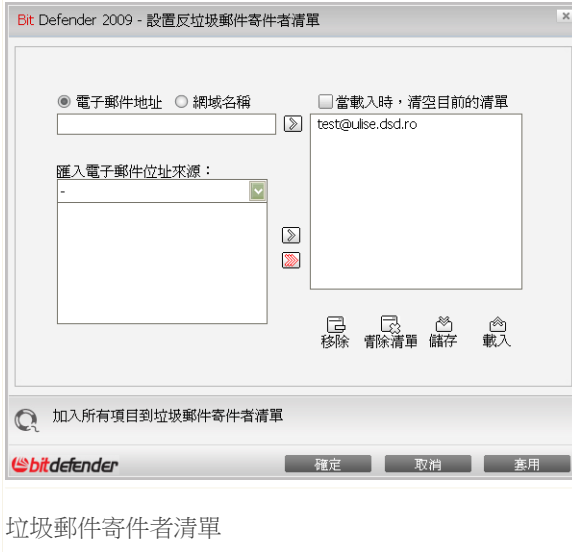 Bit Defender 2009 - 設置反垃圾郵件寄件者清單
電子郵件地址 網域名稱
當載入時，清空目前的清單
test@ulise.dsd.ro
匯入電子郵件位址來源：
-
移除 青除清單 儲存 載入
加入所有項目到垃圾郵件寄件者清單
bitdefender
確定 取消 套用
垃圾郵件寄件者清單